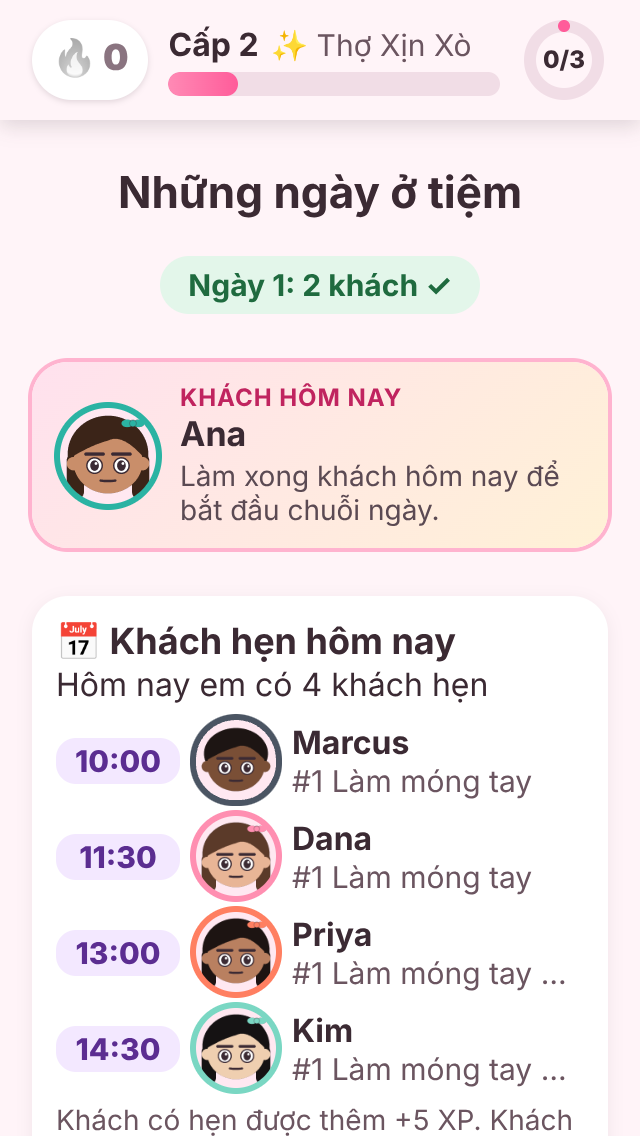 🔥 0
Cấp 2 ✨ Thợ Xịn Xò
0/3
Những ngày ở tiệm
Ngày 1: 2 khách ✓
KHÁCH HÔM NAY
Ana
Làm xong khách hôm nay để
bắt đầu chuỗi ngày.
📅 Khách hẹn hôm nay
Hôm nay em có 4 khách hẹn
10:00
Marcus
#1 Làm móng tay
11:30
Dana
#1 Làm móng tay
13:00
Priya
#1 Làm móng tay ...
14:30
Kim
#1 Làm móng tay ...
Khách có hẹn được thêm +5 XP. Khách